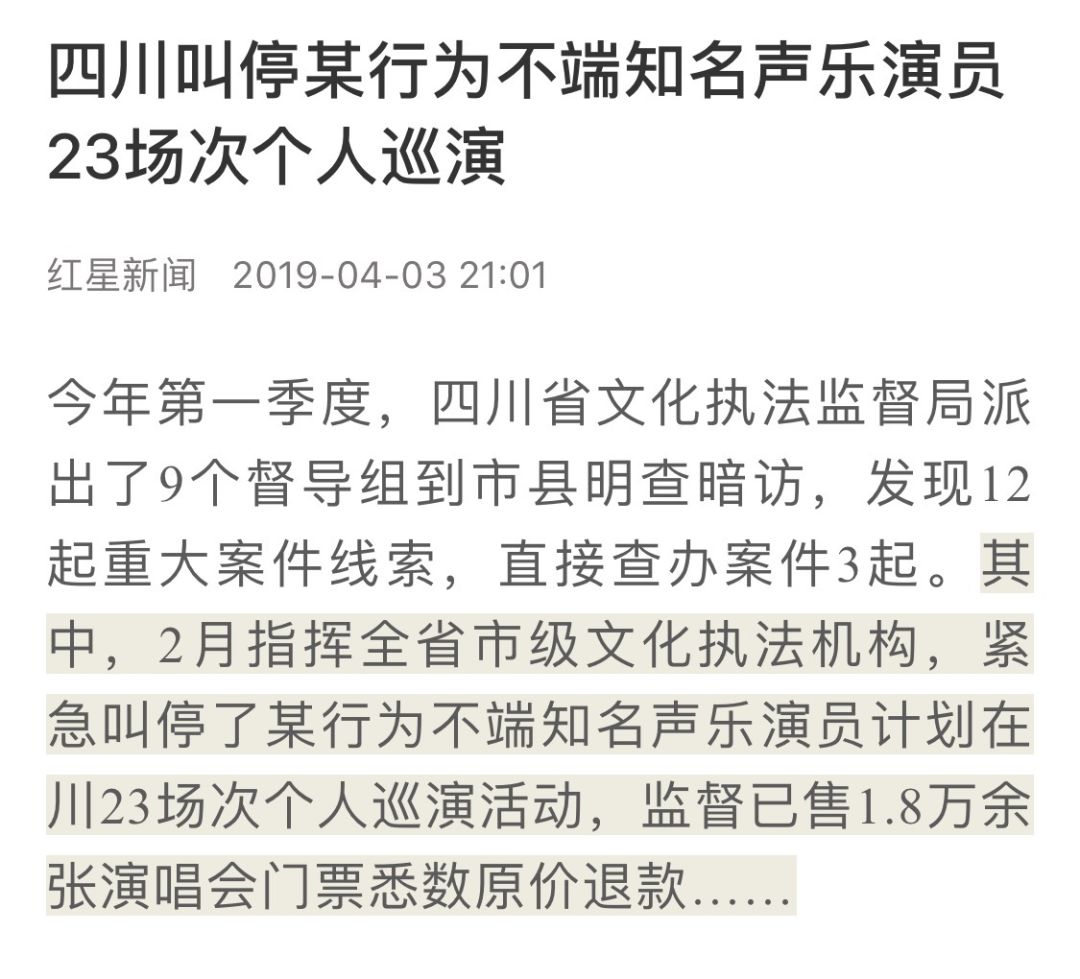 四川叫停某行为不端知名声乐演员
23场次个人巡演
红星新闻 2019-04-03 21:01
今年第一季度，四川省文化执法监督局派
出了9个督导组到市县明查暗访，发现12
起重大案件线索，直接查办案件3起。其
中，2月指挥全省市级文化执法机构，紧
急叫停了某行为不端知名声乐演员计划在
川23场次个人巡演活动，监督已售1.8万余
张演唱会门票悉数原价退款……